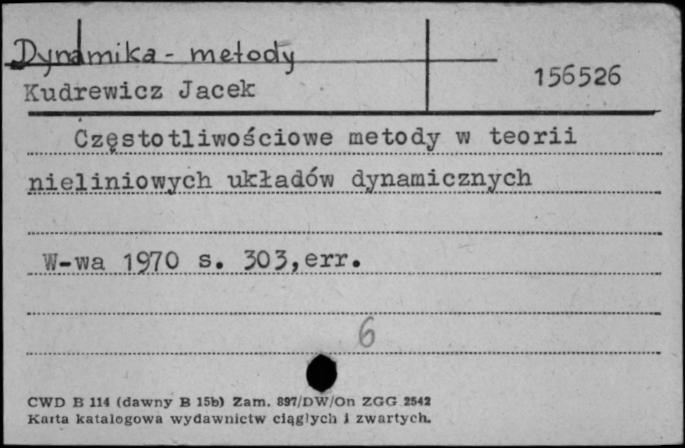 Dynamika - metody
Kudrewicz Jacek
156526
Częstotliwościowe metody w teorii
nieliniowych układów dynamicznych
W-wa 1970 s. 303,err.
6
CWD B 114 (dawny B 15b) Zam. 897/DW/On ZGG 2542
Karta katalogowa wydawnictw ciągłych i zwartych.